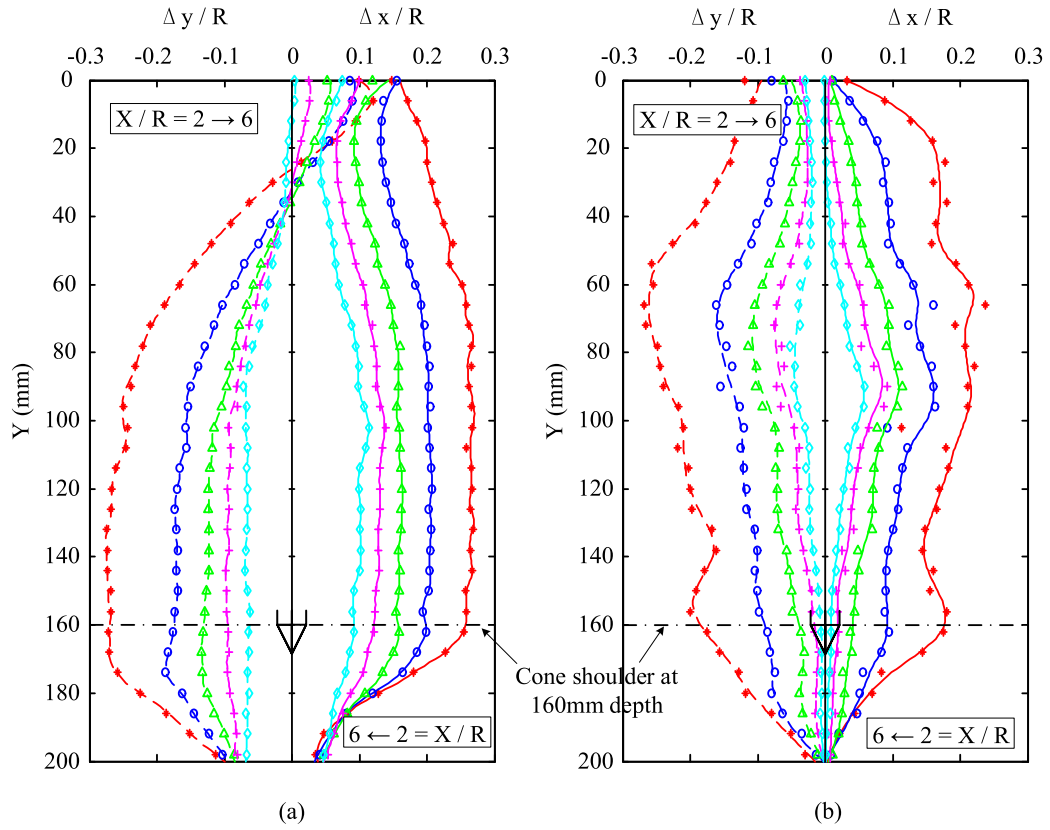 Δ y / R Δ x / R Δ y / R Δ x / R
-0.3 -0.2 -0.1 0 0.1 0.2 0.3 -0.3 -0.2 -0.1 0 0.1 0.2 0.3
0 0
X / R = 2 → 6 X / R = 2 → 6
20 20
40 40
60 60
80 80
Y (mm) Y (mm)
100 100
120 120
140 140
160 160
Cone shoulder at
160mm depth
180 180
6 ← 2 = X / R 6 ← 2 = X / R
200 200
(a) (b)